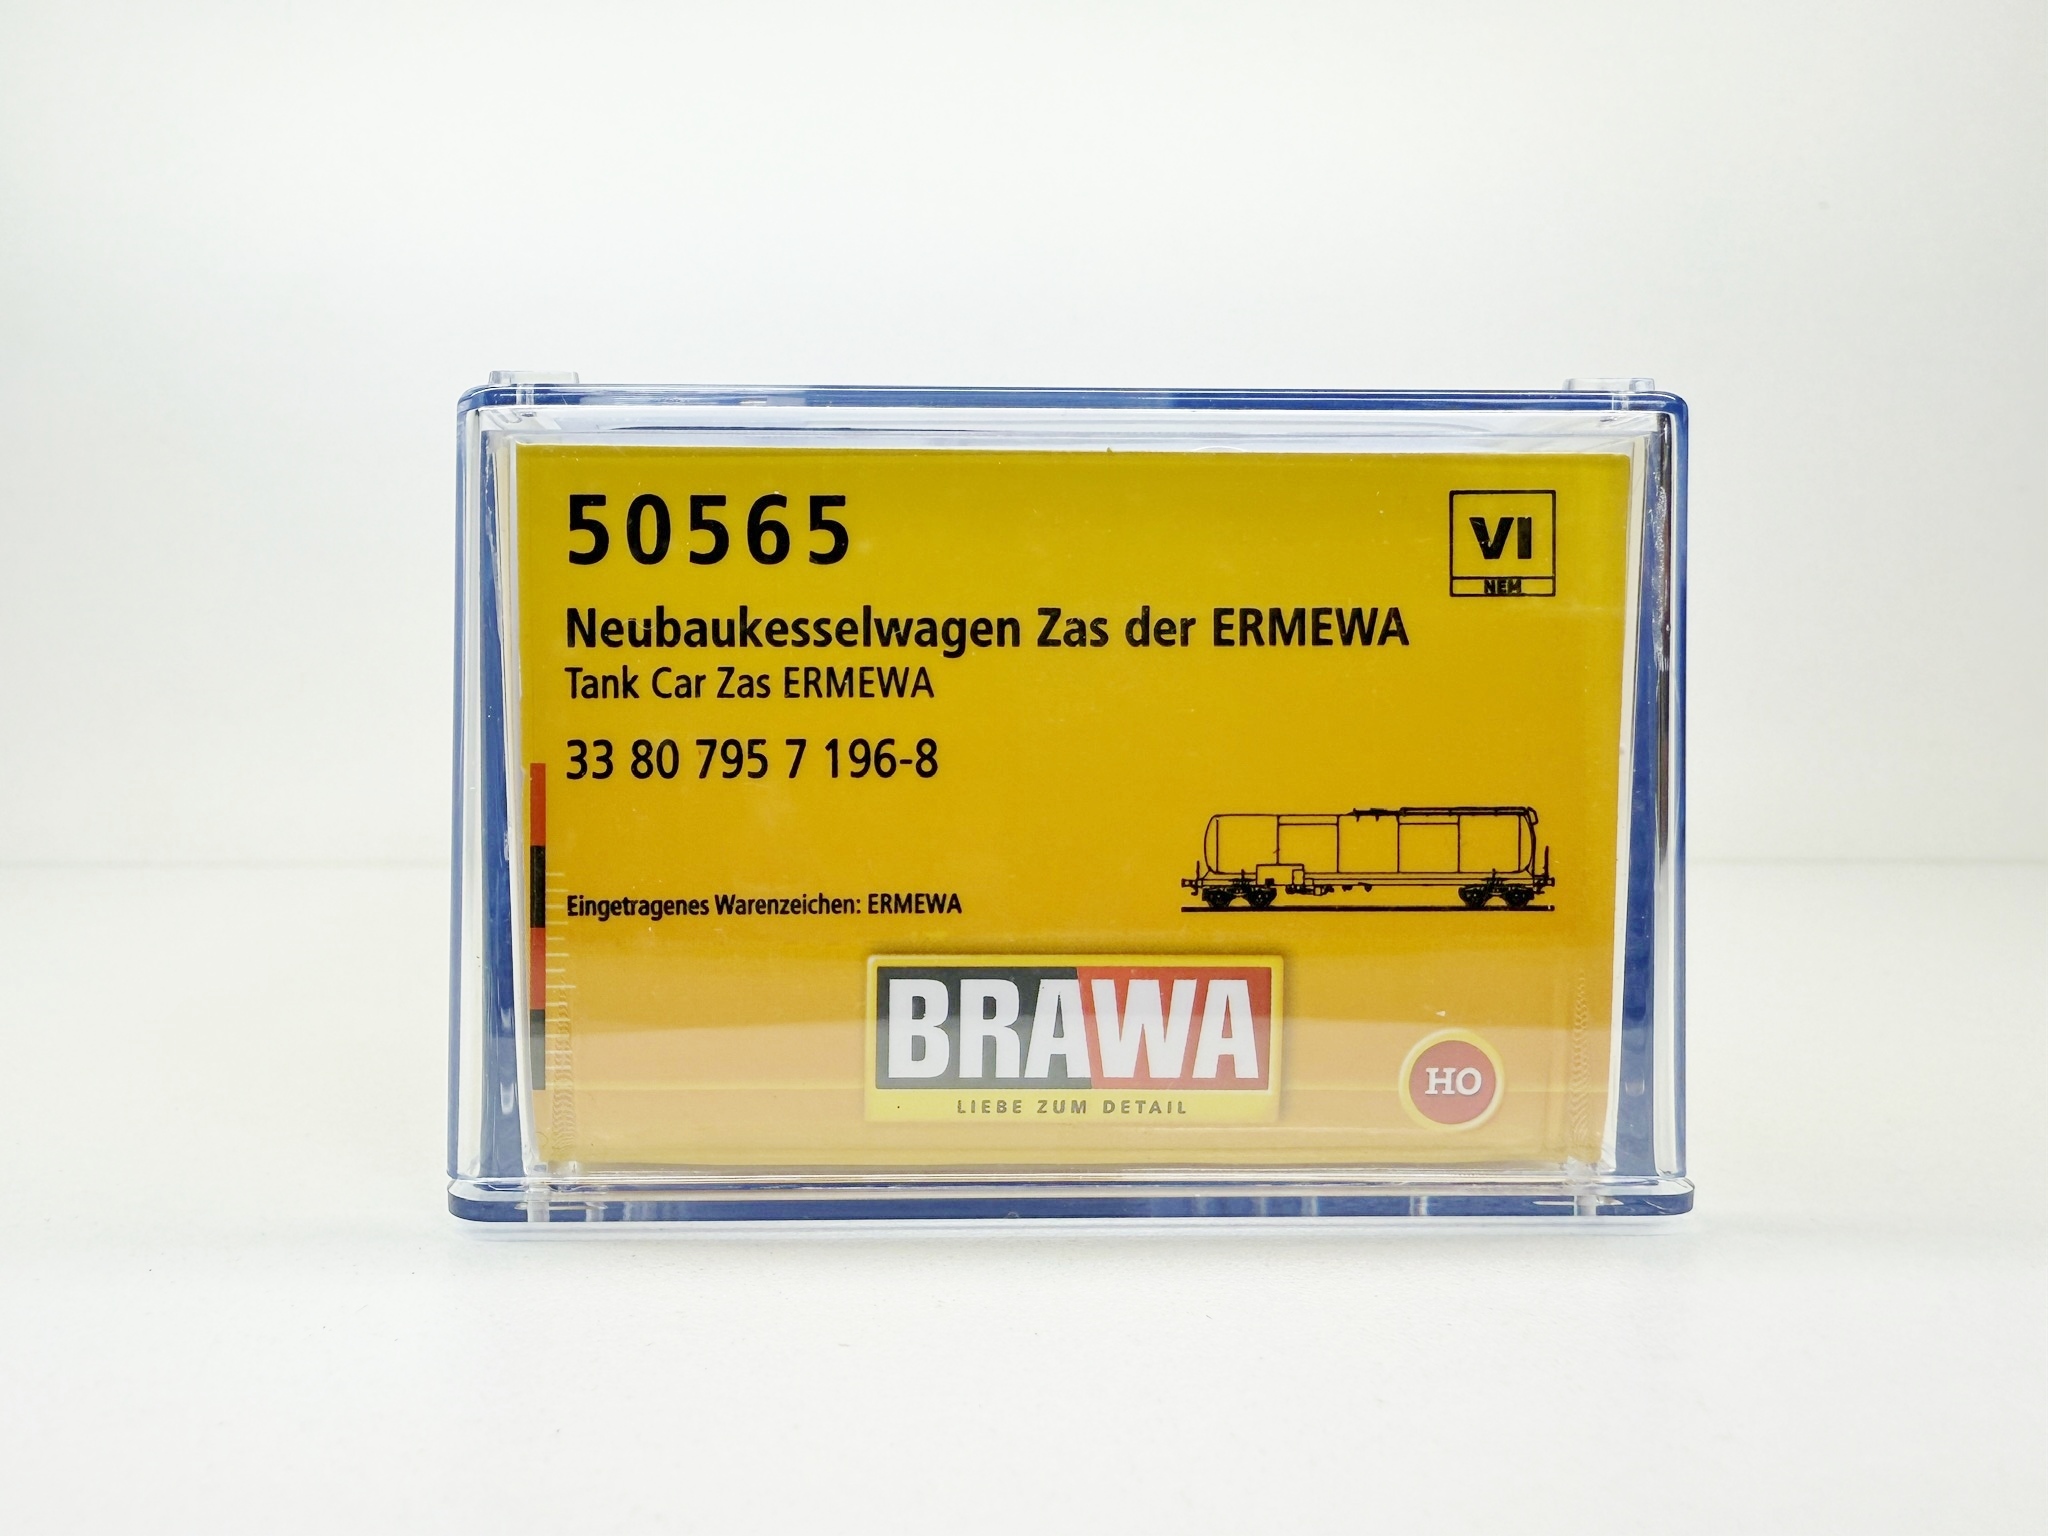 50565
VI
NEM
Neubaukesselwagen Zas der ERMEWA
Tank Car Zas ERMEWA
33 80 795 7 196-8
Eingetragenes Warenzeichen: ERMEWA
BRAWA
LIEBE ZUM DETAIL
HO